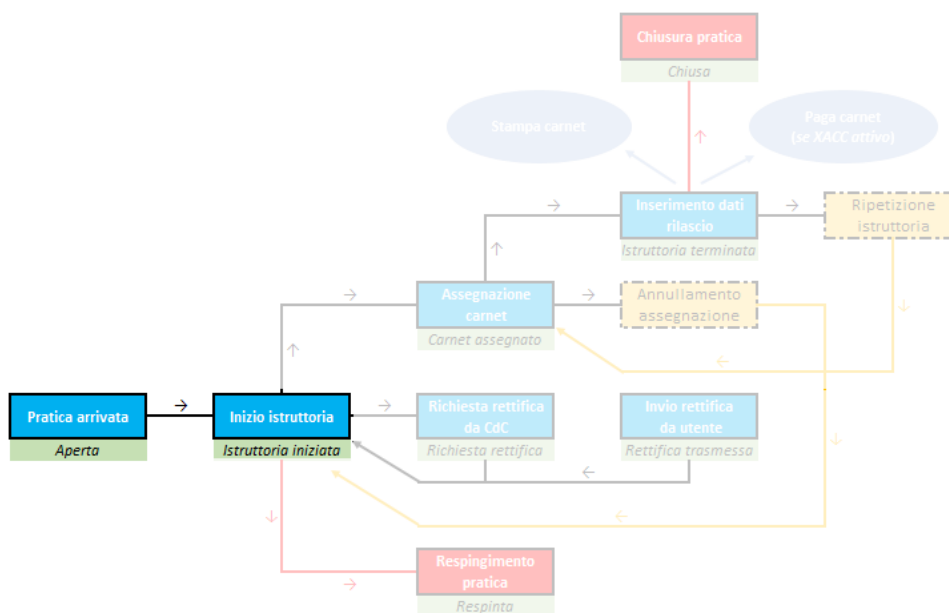 Chiusura pratica
Chiusa
Stampa carnet
Paga carnet
(se XACC attivo)
Inserimento dati
rilascio
Istruttoria terminata
Ripetizione
istruttoria
Assegnazione
carnet
Carnet assegnato
Annullamento
assegnazione
Pratica arrivata
Aperta
Inizio istruttoria
Istruttoria iniziata
Richiesta rettifica
da CdC
Richiesta rettifica
Invio rettifica
da utente
Rettifica trasmessa
Respingimento
pratica
Respinta